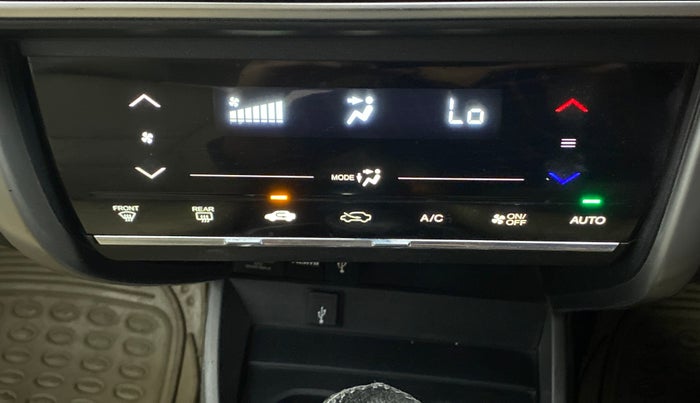 Lo
MODE
FRONT
REAR
A/C
ON/
OFF
AUTO